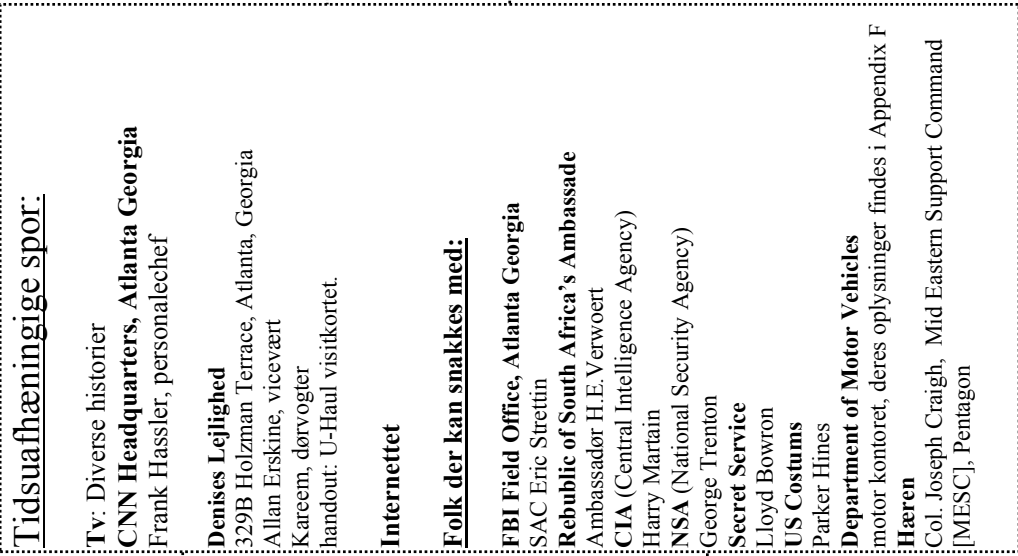 Tidsuafhæningige spor:
Tv: Diverse historier
CNN Headquarters, Atlanta Georgia
Frank Hassler, personalechef
Denises Lejlighed
329B Holzman Terrace, Atlanta, Georgia
Allan Erskine, vicevært
Kareem, dørvogter
handout: U-Haul visitkortet.
Internettet
Folk der kan snakkes med:
FBI Field Office, Atlanta Georgia
SAC Eric Strettin
Rebublic of South Africa's Ambassade
Ambassadør H.E.Verwoert
CIA (Central Intelligence Agency)
Harry Martain
NSA (National Security Agency)
George Trenton
Secret Service
Lloyd Bowron
US Costums
Parker Hines
Department of Motor Vehicles
motor kontoret, deres oplysninger findes i Appendix F
Hæren
Col. Joseph Craigh, Mid Eastern Support Command
[MESC], Pentagon